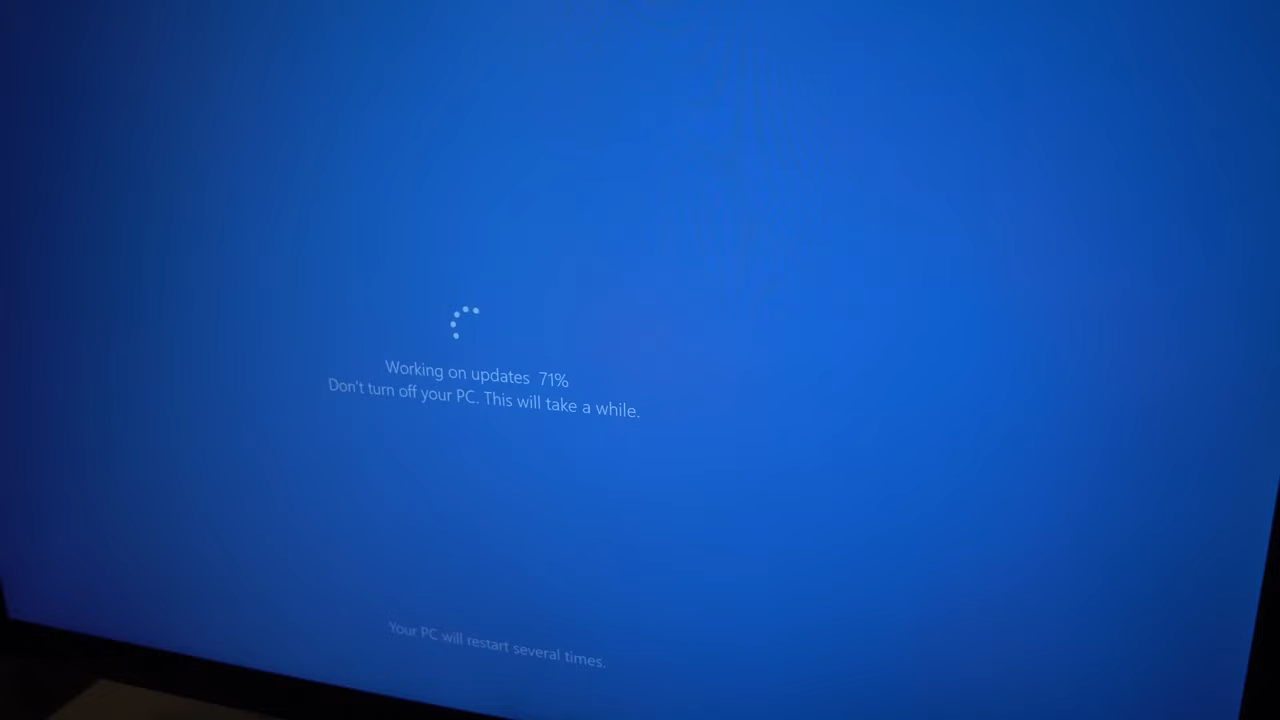 Working on updates 71%
Don't turn off your PC. This will take a while.
Your PC will restart several times.